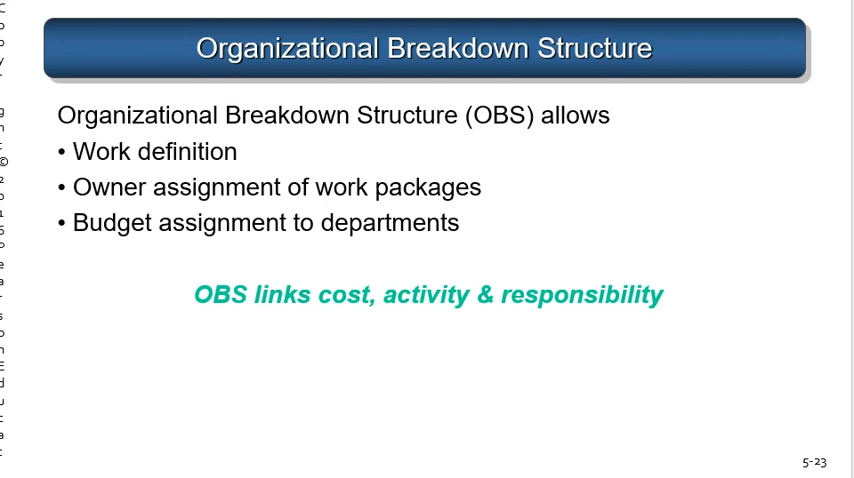 Organizational Breakdown Structure
Organizational Breakdown Structure (OBS) allows
• Work definition
• Owner assignment of work packages
• Budget assignment to departments
OBS links cost, activity & responsibility
5-23